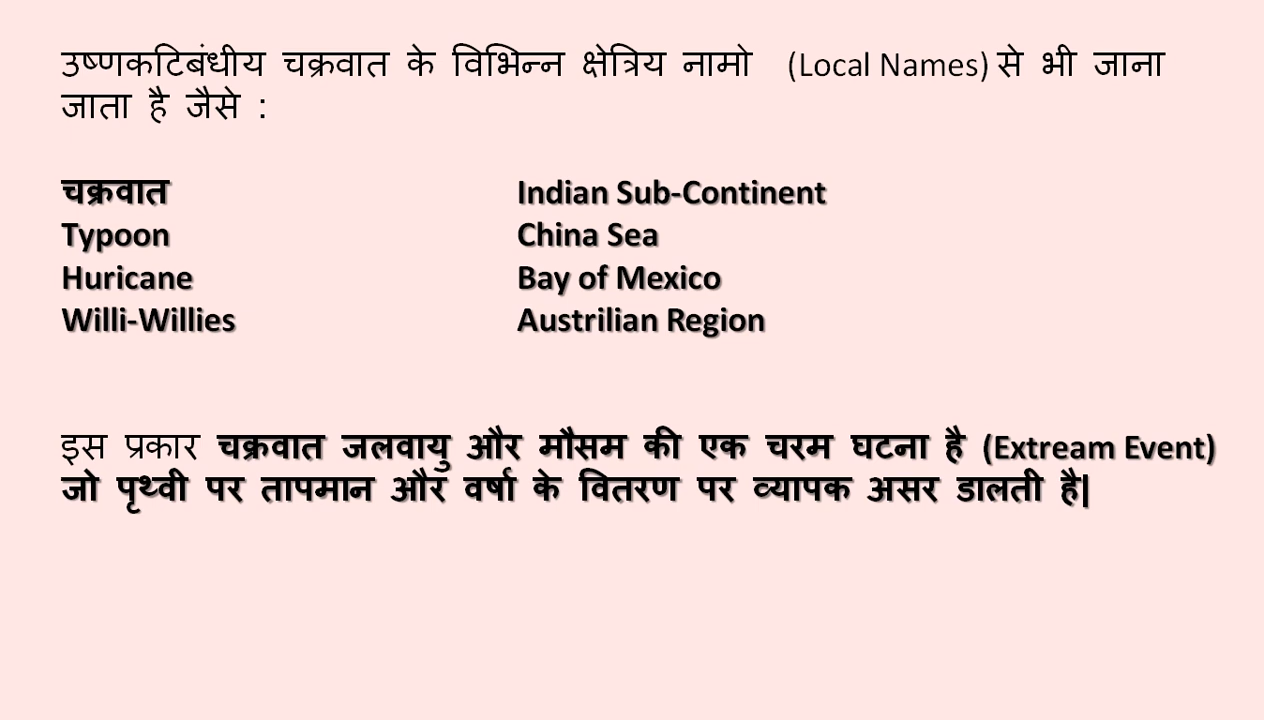 उष्णकटिबंधीय चक्रवात के विभिन्न क्षेत्रिय नामो (Local Names) से भी जाना
जाता है जैसे :
चक्रवात Indian Sub-Continent
Typoon China Sea
Huricane Bay of Mexico
Willi-Willies Austrilian Region
इस प्रकार चक्रवात जलवायु और मौसम की एक चरम घटना है (Extream Event)
जो पृथ्वी पर तापमान और वर्षा के वितरण पर व्यापक असर डालती है|